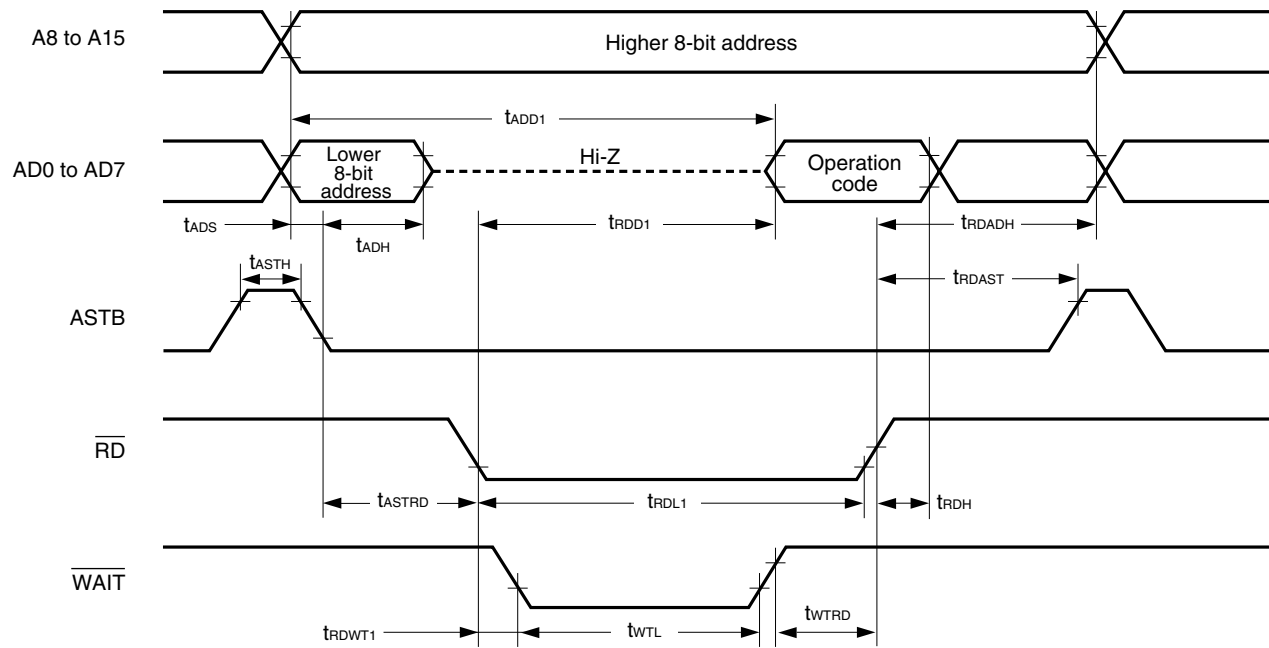 A8 to A15
Higher 8-bit address
tADD1
AD0 to AD7
Lower
8-bit
address
Hi-Z
Operation
code
tADS
tADH
tRDD1
tRDADH
tASTH
tRDAST
ASTB
RD
tASTRD
tRDL1
tRDH
WAIT
tRDWT1
tWTL
tWTRD